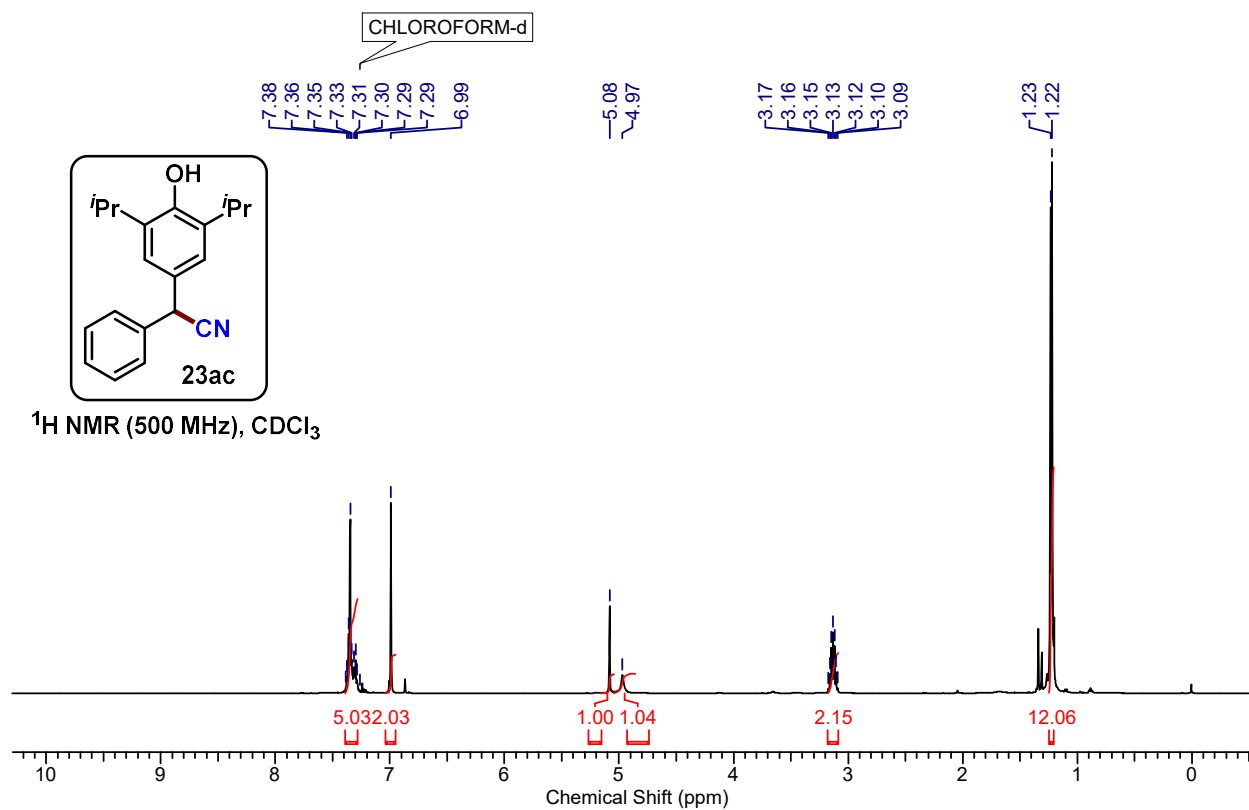 CHLOROFORM-d
7.38 7.36 7.35 7.33 7.31 7.30 7.29 7.29 6.99 5.08 4.97 3.17 3.16 3.15 3.13 3.12 3.10 3.09 1.23 1.22
OH
iPr iPr
CN
23ac
1H NMR (500 MHz), CDCl3
5.03 2.03 1.00 1.04 2.15 12.06
10 9 8 7 6 5 4 3 2 1 0
Chemical Shift (ppm)